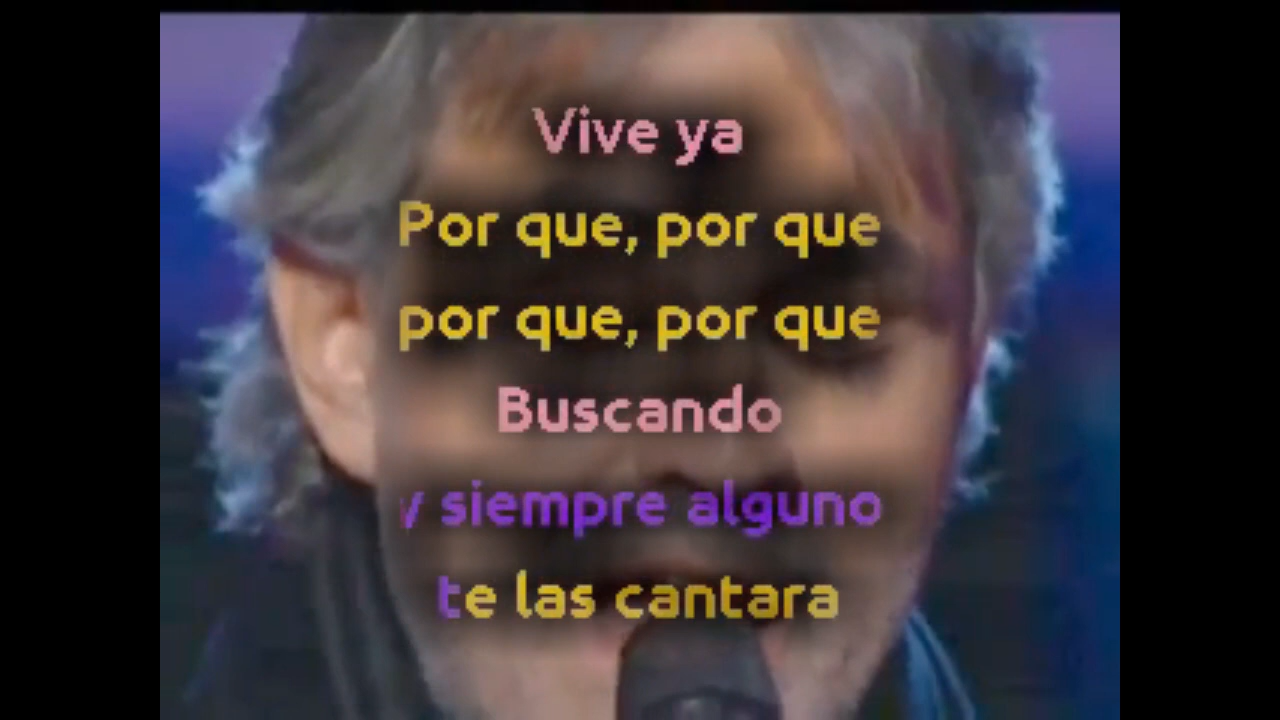 Vive ya
Por que, por que
por que, por que
Buscando
y siempre alguno
te las cantara